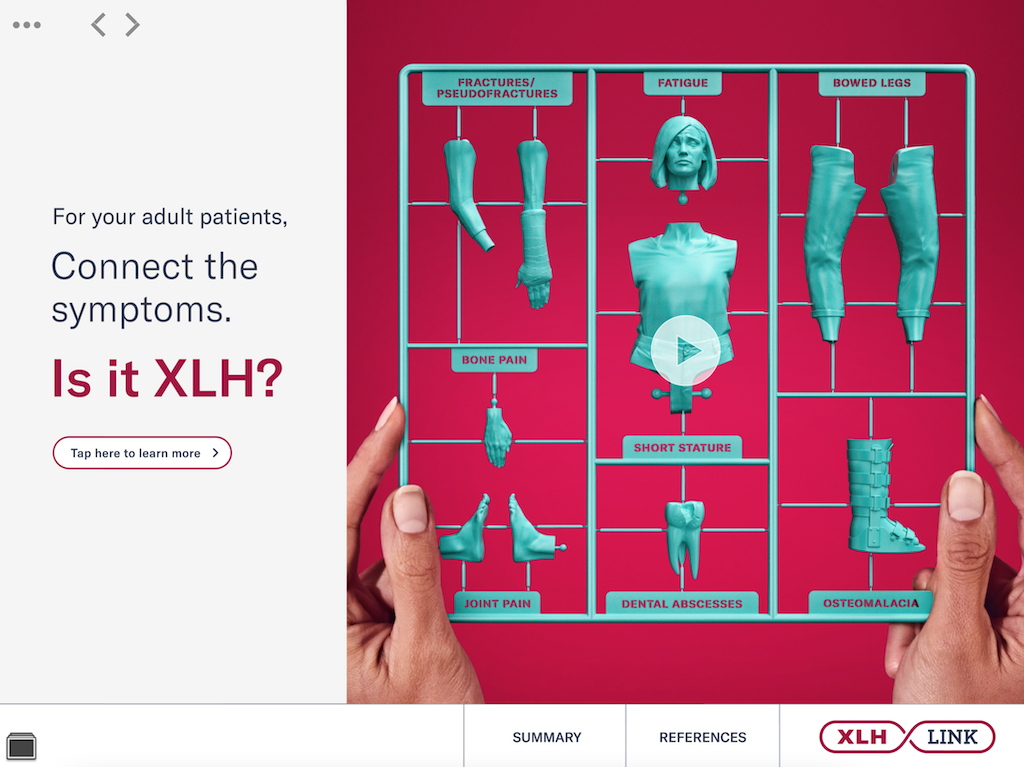 For your adult patients,
Connect the
symptoms.
Is it XLH?
Tap here to learn more
FRACTURES/
PSEUDOFRACTURES
FATIGUE
BOWED LEGS
BONE PAIN
SHORT STATURE
JOINT PAIN
DENTAL ABSCESSES
OSTEOMALACIA
SUMMARY
REFERENCES
XLH LINK